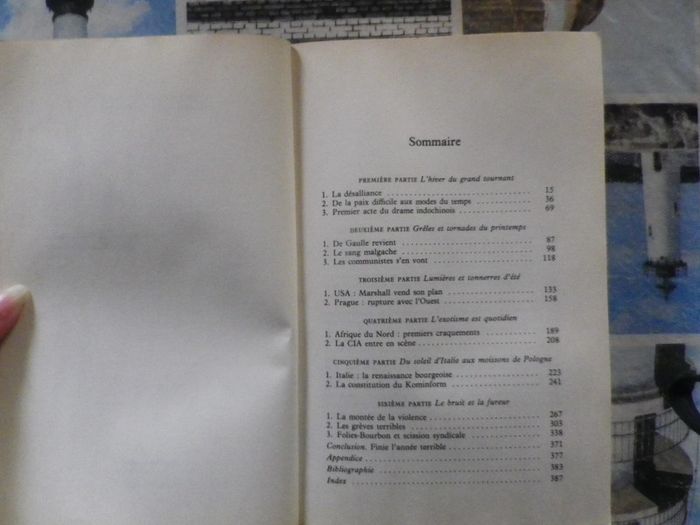 Sommaire
PREMIÈRE PARTIE L'hiver du grand tournant
1. La désalliance 15
2. De la paix difficile aux modes du temps 36
3. Premier acte du drame indochinois 69
DEUXIÈME PARTIE Grêles et tornades du printemps
1. De Gaulle revient 87
2. Le sang malgache 98
3. Les communistes s'en vont 118
TROISIÈME PARTIE Lumières et tonnerres d'été
1. USA : Marshall vend son plan 133
2. Prague : rupture avec l'Ouest 158
QUATRIÈME PARTIE L'exotisme est quotidien
1. Afrique du Nord : premiers craquements 189
2. La CIA entre en scène 208
CINQUIÈME PARTIE Du soleil d'Italie aux moissons de Pologne
1. Italie : la renaissance bourgeoise 223
2. La constitution du Kominform 241
SIXIÈME PARTIE Le bruit et la fureur
1. La montée de la violence 267
2. Les grèves terribles 303
3. Folies-Bourbon et scission syndicale 338
Conclusion. Finie l'année terrible 371
Appendice 377
Bibliographie 383
Index 387